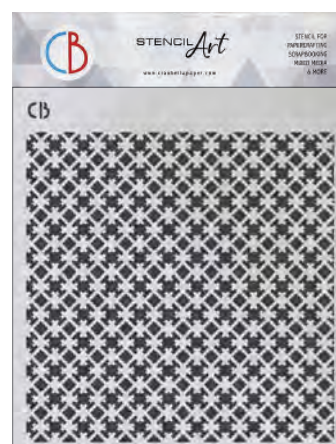 CB
STENCIL Art
www.ciaobellapaper.com
STENCIL FOR
PAPERCRAFTING
SCRAPBOOKING
MIXED MEDIA
& MORE
CB